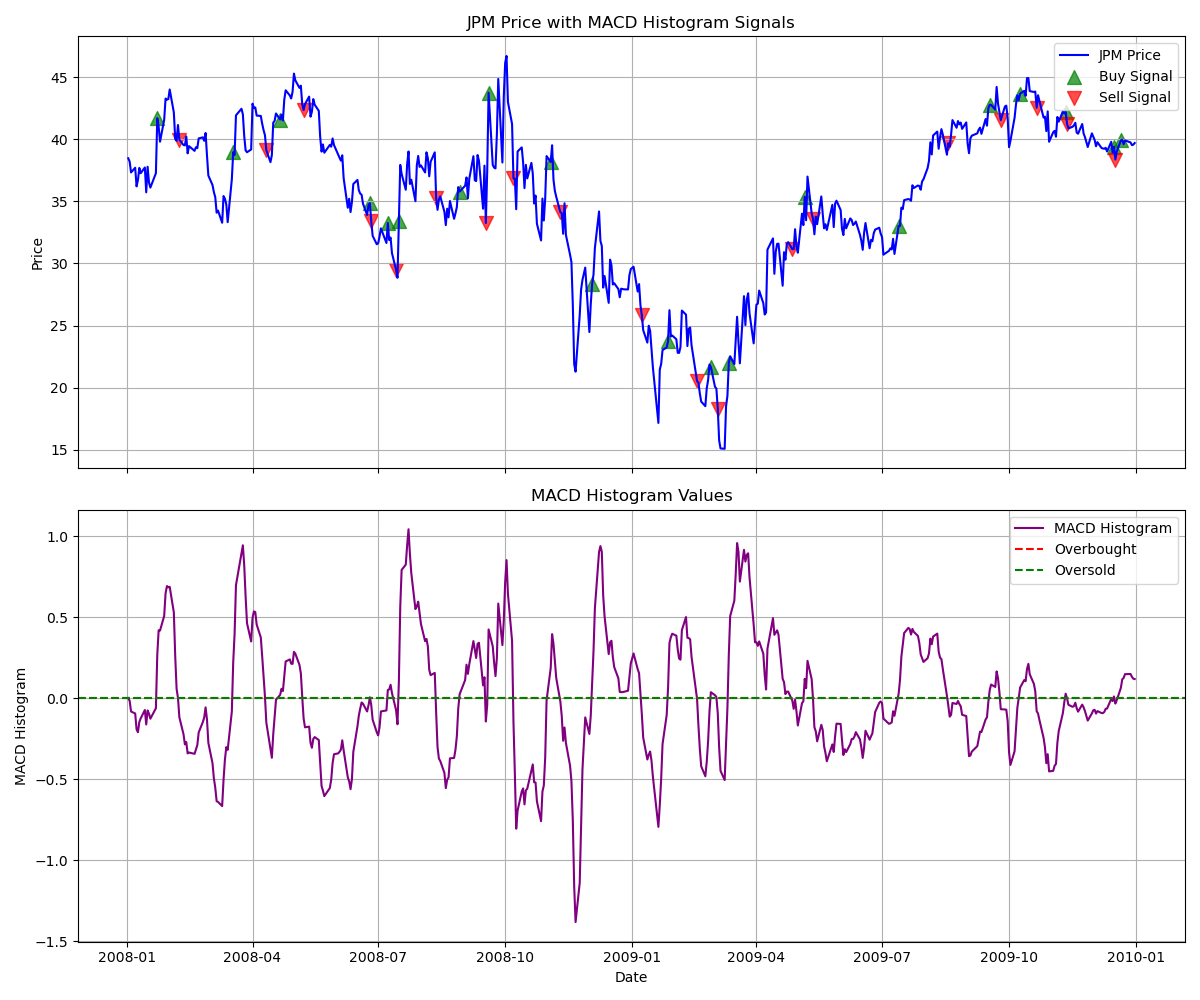 JPM Price with MACD Histogram Signals
JPM Price
Buy Signal
Sell Signal
45
40
35
30
25
20
15
Price
MACD Histogram Values
MACD Histogram
Overbought
Oversold
1.0
0.5
0.0
−0.5
−1.0
−1.5
MACD Histogram
2008-01 2008-04 2008-07 2008-10 2009-01 2009-04 2009-07 2009-10 2010-01
Date